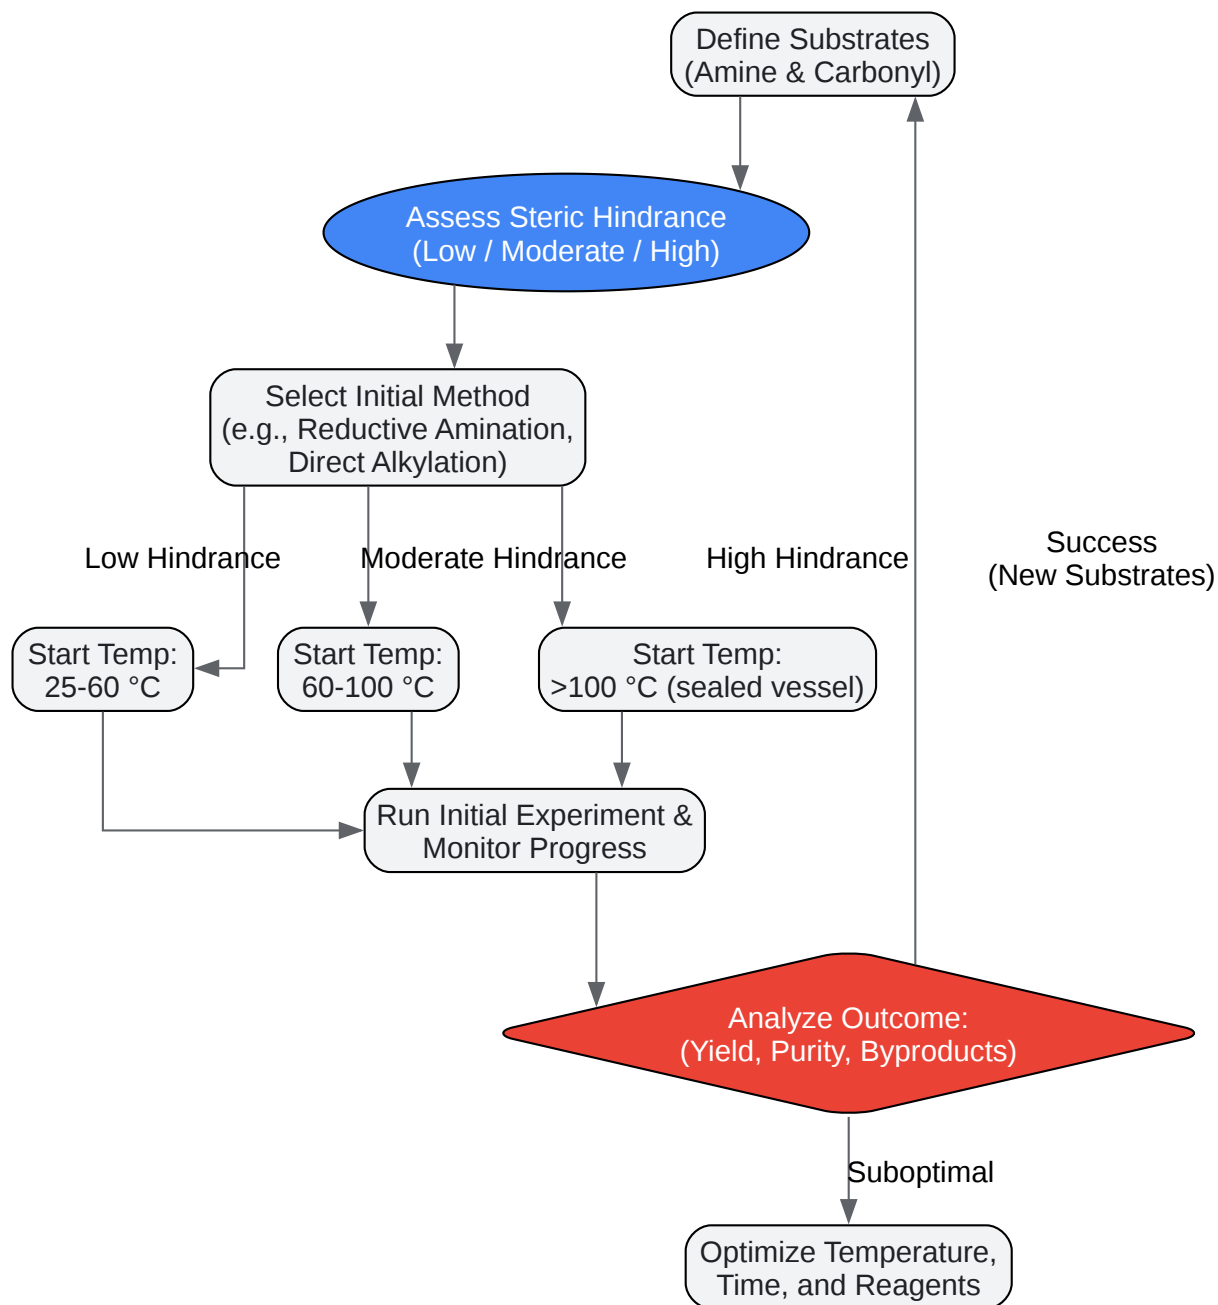 Define Substrates
(Amine & Carbonyl)
Assess Steric Hindrance
(Low / Moderate / High)
Select Initial Method
(e.g., Reductive Amination,
Direct Alkylation)
Low Hindrance
Moderate Hindrance
High Hindrance
Success
(New Substrates)
Start Temp:
25-60 °C
Start Temp:
60-100 °C
Start Temp:
>100 °C (sealed vessel)
Run Initial Experiment &
Monitor Progress
Analyze Outcome:
(Yield, Purity, Byproducts)
Suboptimal
Optimize Temperature,
Time, and Reagents